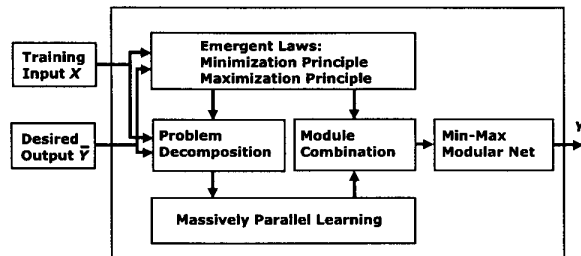 Emergent Laws:
Minimization Principle
Maximization Principle
Training
Input X
Desired
Output Ȳ
Problem
Decomposition
Module
Combination
Min-Max
Modular Net
Y
Massively Parallel Learning